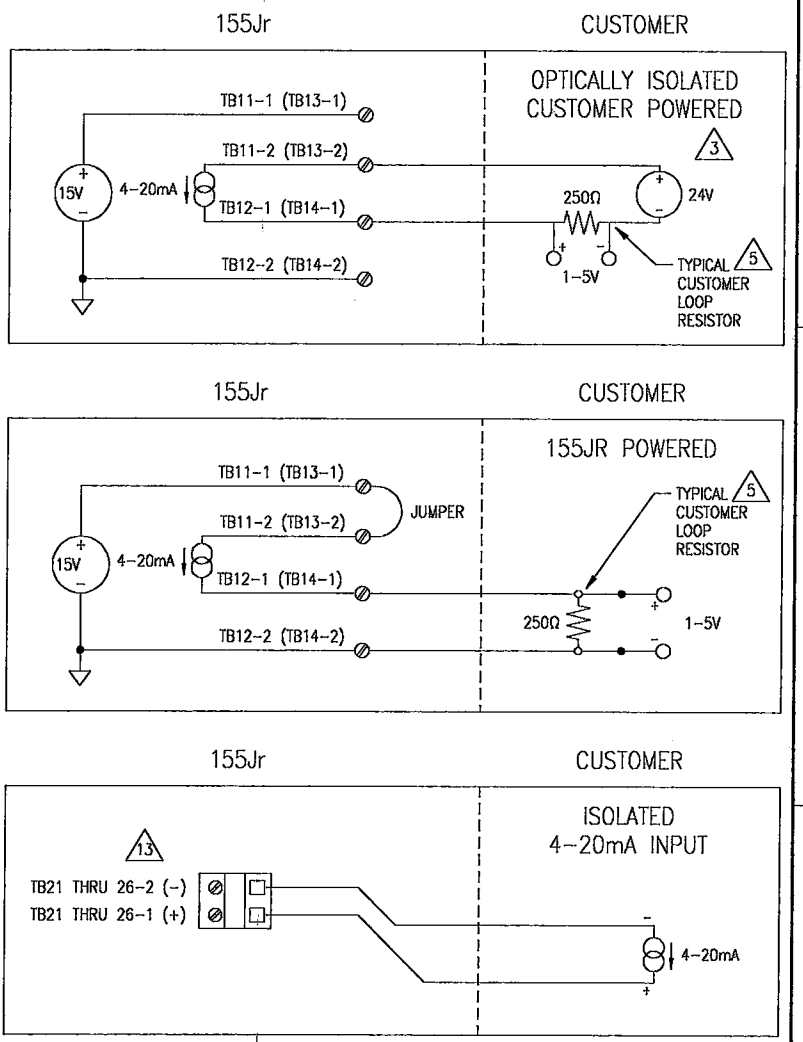 155Jr
CUSTOMER
OPTICALLY ISOLATED
CUSTOMER POWERED
3
TB11-1 (TB13-1)
TB11-2 (TB13-2)
+
15V
-
4-20mA
250Ω
+
24V
-
TB12-1 (TB14-1)
+
-
1-5V
TB12-2 (TB14-2)
TYPICAL 5
CUSTOMER
LOOP
RESISTOR
155Jr
CUSTOMER
155JR POWERED
TB11-1 (TB13-1)
JUMPER
TB11-2 (TB13-2)
TYPICAL 5
CUSTOMER
LOOP
RESISTOR
+
15V
-
4-20mA
TB12-1 (TB14-1)
250Ω
+
1-5V
-
TB12-2 (TB14-2)
155Jr
CUSTOMER
ISOLATED
4-20mA INPUT
13
TB21 THRU 26-2 (-)
TB21 THRU 26-1 (+)
-
4-20mA
+